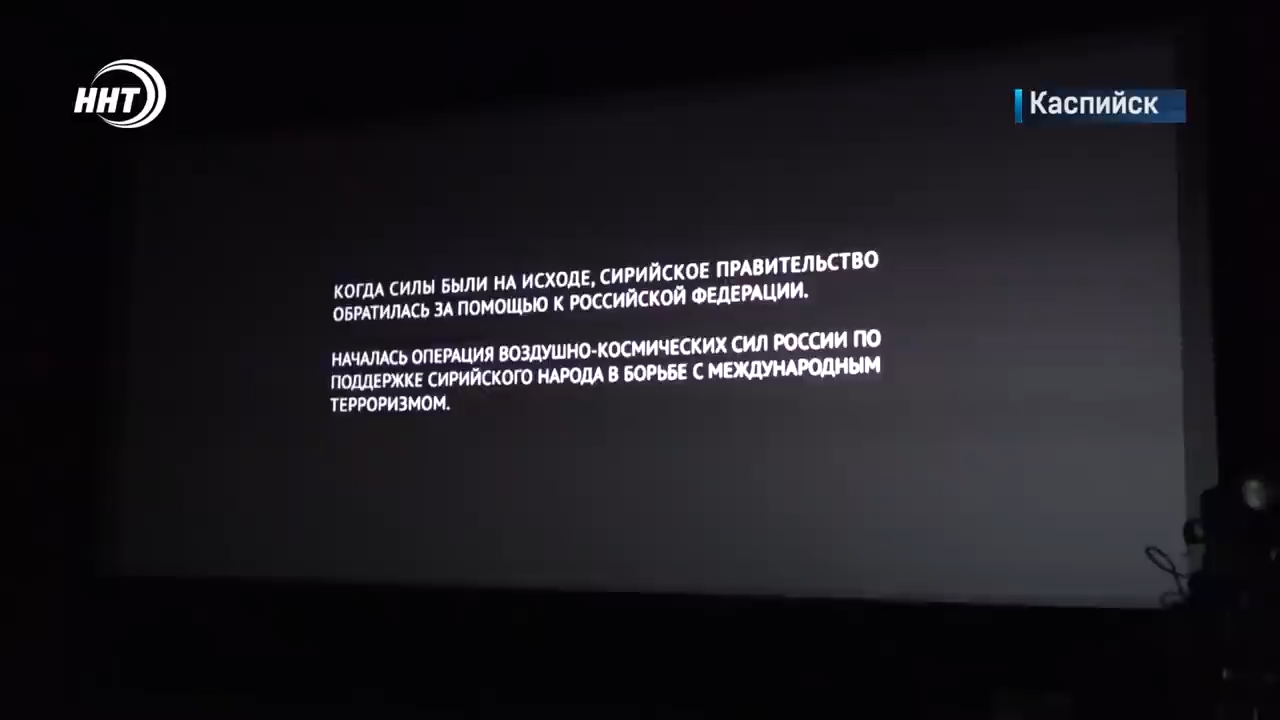 ННТ
Каспийск
КОГДА СИЛЫ БЫЛИ НА ИСХОДЕ, СИРИЙСКОЕ ПРАВИТЕЛЬСТВО
ОБРАТИЛАСЬ ЗА ПОМОЩЬЮ К РОССИЙСКОЙ ФЕДЕРАЦИИ.
НАЧАЛАСЬ ОПЕРАЦИЯ ВОЗДУШНО-КОСМИЧЕСКИХ СИЛ РОССИИ ПО
ПОДДЕРЖКЕ СИРИЙСКОГО НАРОДА В БОРЬБЕ С МЕЖДУНАРОДНЫМ
ТЕРРОРИЗМОМ.